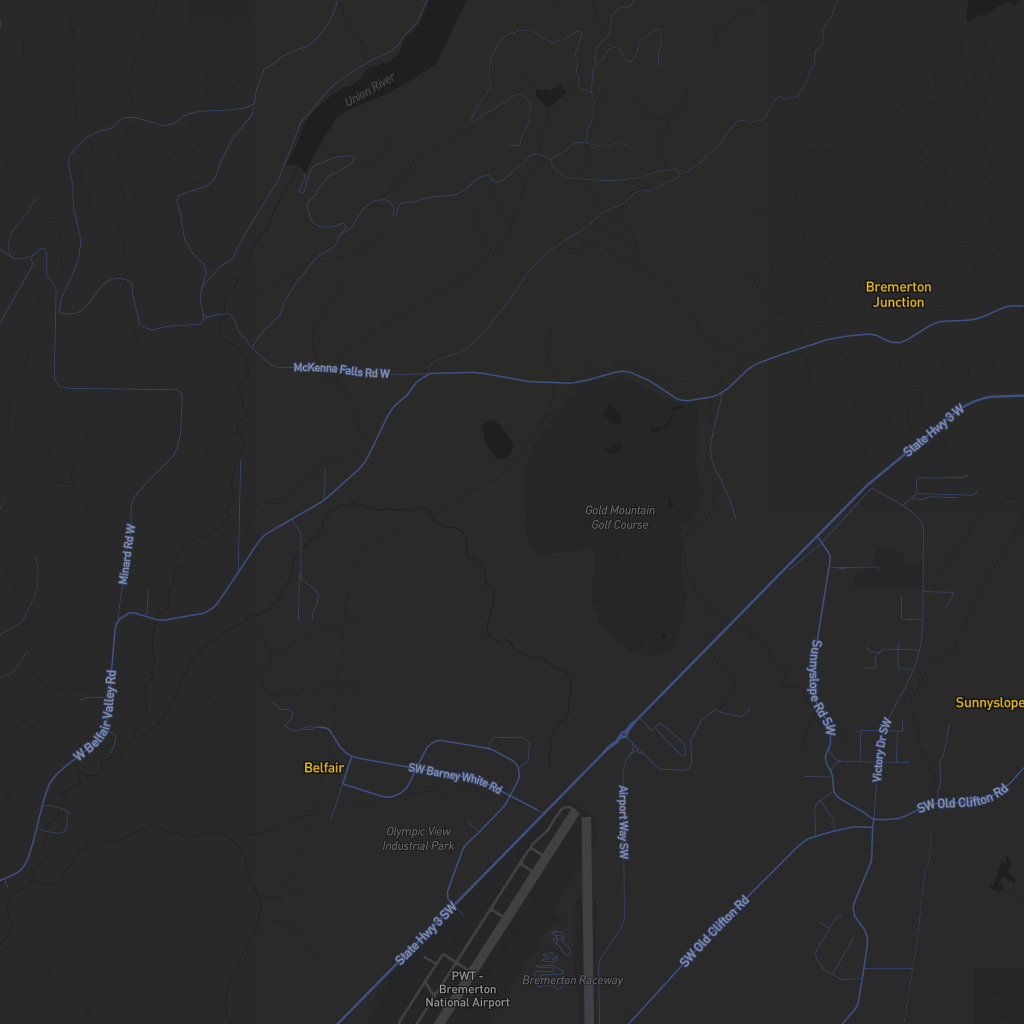 Union River
Bremerton
Junction
McKenna Falls Rd W
State Hwy 3 W
Gold Mountain
Golf Course
Minard Rd W
Sunnyslope Rd SW
W Belfair Valley Rd
Sunnyslope
Victory Dr SW
Belfair
SW Barney White Rd
SW Old Clifton Rd
Airport Way SW
Olympic View
Industrial Park
State Hwy 3 SW
SW Old Clifton Rd
PWT -
Bremerton
National Airport
Bremerton Raceway